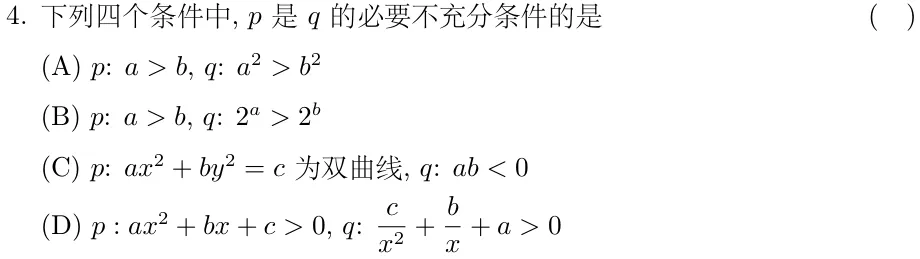 4. 下列四个条件中, p 是 q 的必要不充分条件的是 ( )
(A) p: a > b, q: a² > b²
(B) p: a > b, q: 2ᵃ > 2ᵇ
(C) p: ax² + by² = c 为双曲线, q: ab < 0
(D) p : ax² + bx + c > 0, q: c/x² + b/x + a > 0